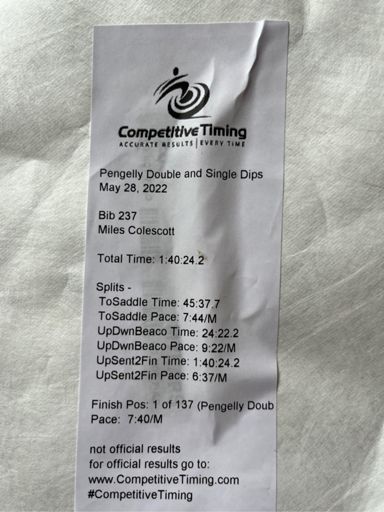 CompetitiveTiming
ACCURATE RESULTS | EVERY TIME
Pengelly Double and Single Dips
May 28, 2022
Bib 237
Miles Colescott
Total Time: 1:40:24.2
Splits -
ToSaddle Time: 45:37.7
ToSaddle Pace: 7:44/M
UpDwnBeaco Time: 24:22.2
UpDwnBeaco Pace: 9:22/M
UpSent2Fin Time: 1:40:24.2
UpSent2Fin Pace: 6:37/M
Finish Pos: 1 of 137 (Pengelly Doub
Pace: 7:40/M
not official results
for official results go to:
www.CompetitiveTiming.com
#CompetitiveTiming